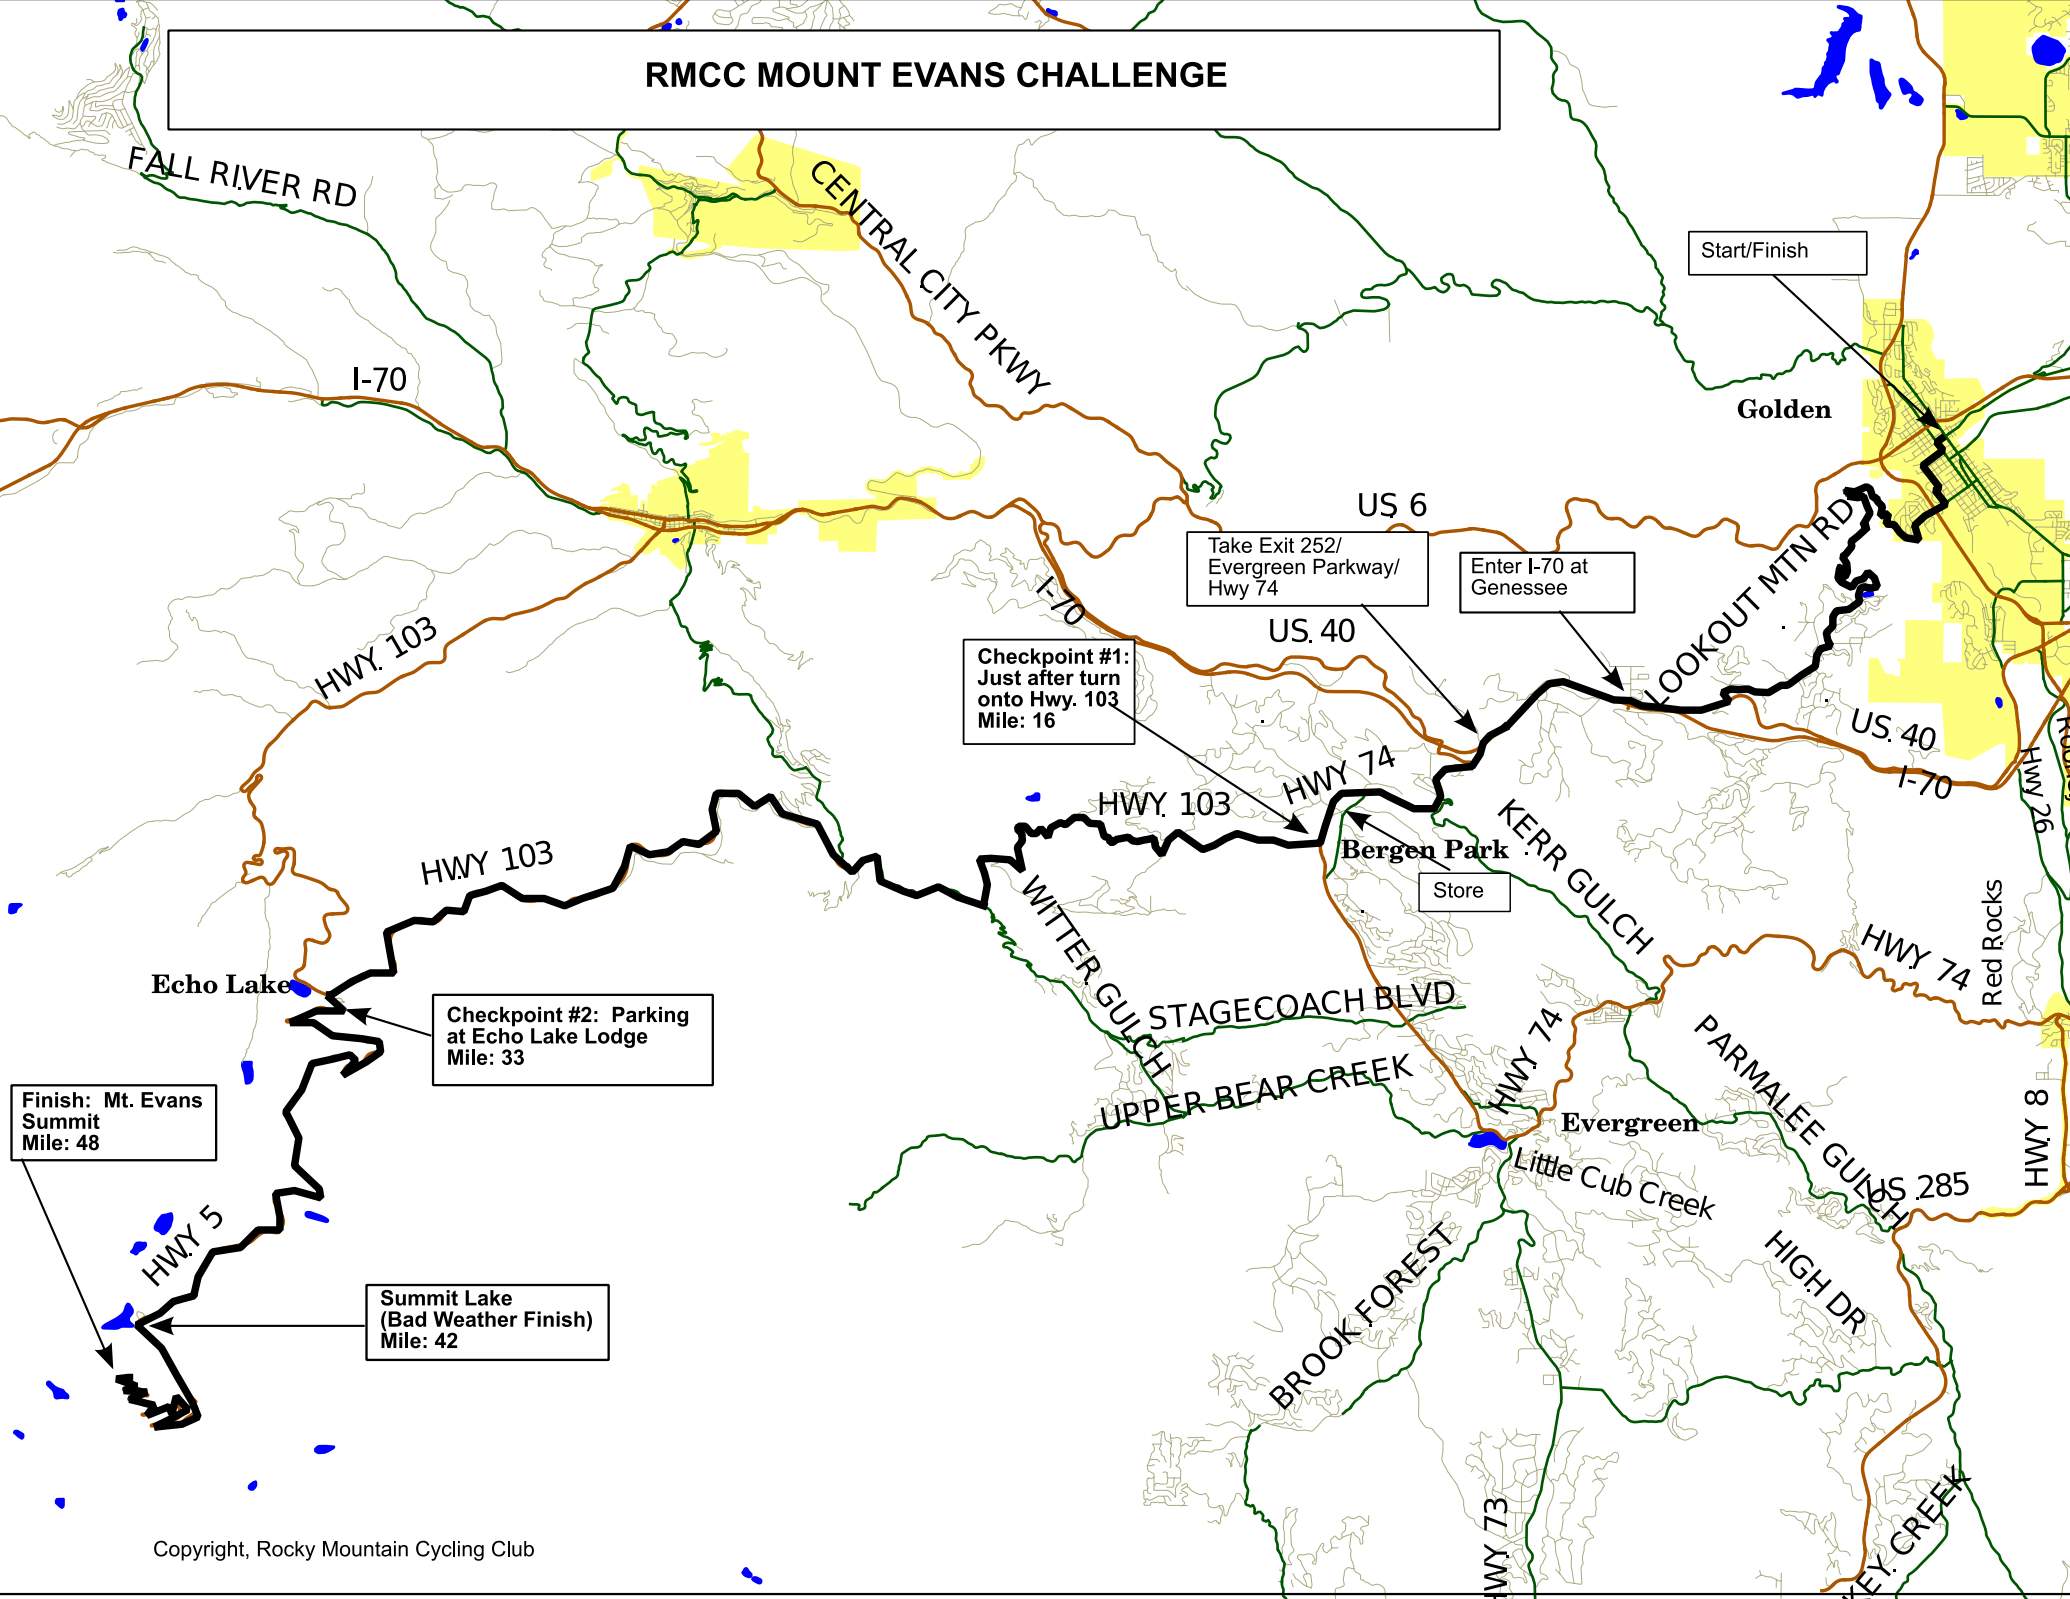 RMCC MOUNT EVANS CHALLENGE
FALL RIVER RD
CENTRAL CITY PKWY
Start/Finish
I-70
Golden
US 6
Take Exit 252/
Evergreen Parkway/
Hwy 74
Enter I-70 at
Genessee
LOOKOUT MTN RD
I-70
US 40
HWY 103
Checkpoint #1:
Just after turn
onto Hwy. 103
Mile: 16
US 40
I-70
Hwy 26
HWY 74
HWY 103
KERR GULCH
Bergen Park
Store
HWY 103
WITTER GULCH
Red Rocks
HWY 74
Echo Lake
Checkpoint #2: Parking
at Echo Lake Lodge
Mile: 33
STAGECOACH BLVD
HWY 74
PARMALEE GULCH
UPPER BEAR CREEK
Finish: Mt. Evans
Summit
Mile: 48
Evergreen
HWY 8
Little Cub Creek
US 285
HWY 5
BROOK FOREST
HIGH DR
Summit Lake
(Bad Weather Finish)
Mile: 42
HWY 73
KEY CREEK
Copyright, Rocky Mountain Cycling Club